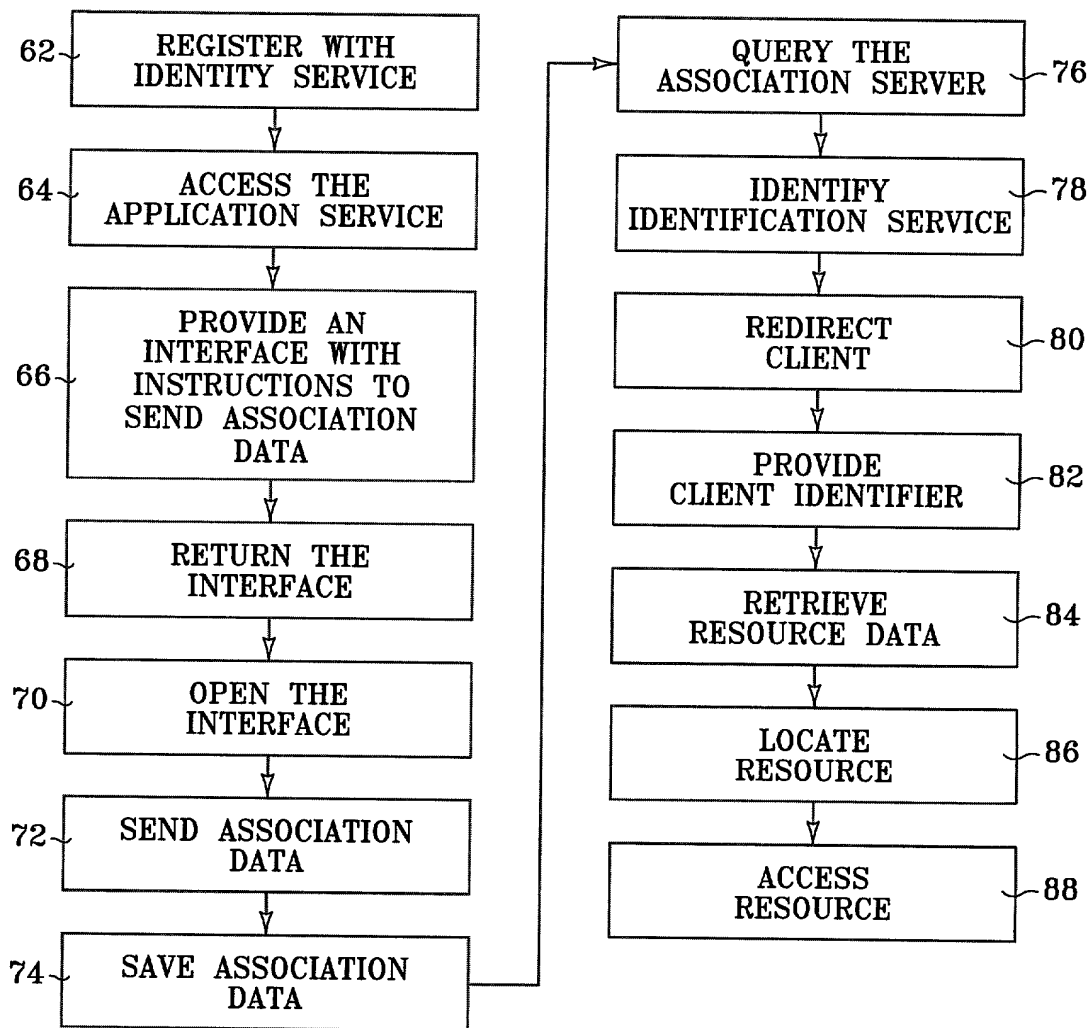 62
REGISTER WITH
IDENTITY SERVICE
64
ACCESS THE
APPLICATION SERVICE
66
PROVIDE AN
INTERFACE WITH
INSTRUCTIONS TO
SEND ASSOCIATION
DATA
68
RETURN THE
INTERFACE
70
OPEN THE
INTERFACE
72
SEND ASSOCIATION
DATA
74
SAVE ASSOCIATION
DATA
QUERY THE
ASSOCIATION SERVER
76
IDENTIFY
IDENTIFICATION SERVICE
78
REDIRECT
CLIENT
80
PROVIDE
CLIENT IDENTIFIER
82
RETRIEVE
RESOURCE DATA
84
LOCATE
RESOURCE
86
ACCESS
RESOURCE
88